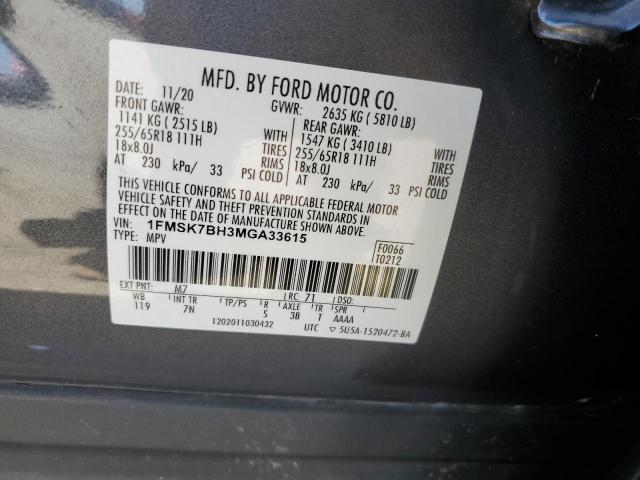 MFD. BY FORD MOTOR CO.
DATE: 11/20 GVWR: 2635 KG ( 5810 LB)
FRONT GAWR: REAR GAWR:
1141 KG ( 2515 LB) WITH 1547 KG ( 3410 LB) WITH
255/65R18 111H TIRES 255/65R18 111H TIRES
18x8.0J RIMS 18x8.0J RIMS
AT 230 kPa/ 33 PSI COLD AT 230 kPa/ 33 PSI COLD
THIS VEHICLE CONFORMS TO ALL APPLICABLE FEDERAL MOTOR
VEHICLE SAFETY AND THEFT PREVENTION STANDARDS IN
EFFECT ON THE DATE OF MANUFACTURE SHOWN ABOVE.
VIN: 1FMSK7BH3MGA33615
TYPE: MPV
F0066
T0212
EXT PNT: M7 RC: 71 DSO:
WB INT TR TP/PS R AXLE TR SPR
119 7N S 3B T AAAA
1202011030432 UTC ▽ 5U5A-1520472-BA